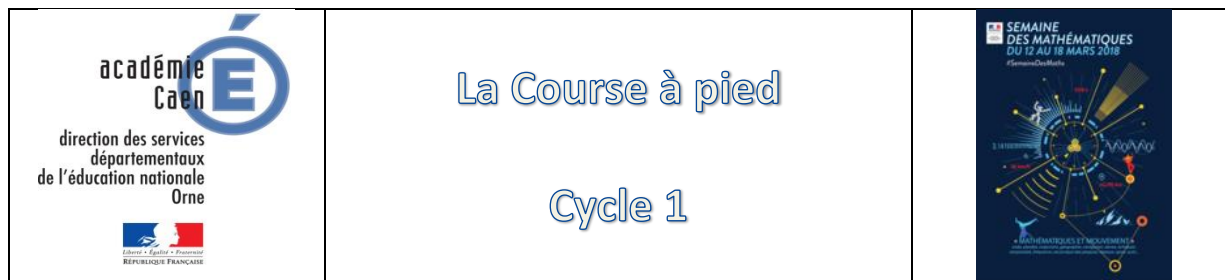 académie
Caen
direction des services
départementaux
de l'éducation nationale
Orne
Liberté • Égalité • Fraternité
RÉPUBLIQUE FRANÇAISE
La Course à pied
Cycle 1
SEMAINE
DES MATHÉMATIQUES
DU 12 AU 18 MARS 2018
#SemaineDesMaths
MATHÉMATIQUES ET MOUVEMENT